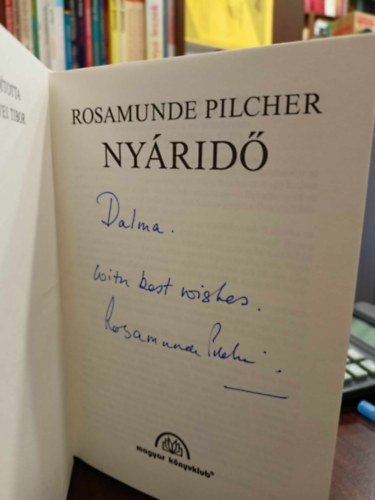 ROSAMUNDE PILCHER
NYÁRIDŐ
Dalma.
with best wishes.
Rosamunde Pilcher.
magyar könyvklub